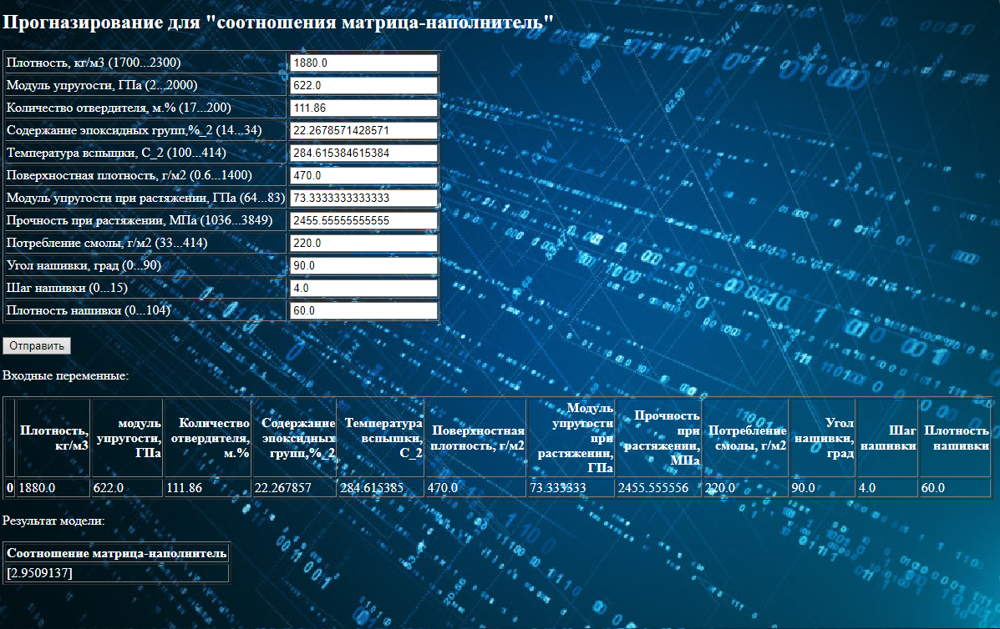 Прогназирование для "соотношения матрица-наполнитель"
Плотность, кг/м3 (1700...2300) 1880.0
Модуль упругости, ГПа (2...2000) 622.0
Количество отвердителя, м.% (17...200) 111.86
Содержание эпоксидных групп,%_2 (14...34) 22.2678571428571
Температура вспышки, С_2 (100...414) 284.615384615384
Поверхностная плотность, г/м2 (0.6...1400) 470.0
Модуль упругости при растяжении, ГПа (64...83) 73.3333333333333
Прочность при растяжении, МПа (1036...3849) 2455.55555555555
Потребление смолы, г/м2 (33...414) 220.0
Угол нашивки, град (0...90) 90.0
Шаг нашивки (0...15) 4.0
Плотность нашивки (0...104) 60.0
Отправить
Входные переменные:
Плотность, кг/м3 модуль упругости, ГПа Количество отвердителя, м.% Содержание эпоксидных групп,%_2 Температура вспышки, С_2 Поверхностная плотность, г/м2 Модуль упругости при растяжении, ГПа Прочность при растяжении, МПа Потребление смолы, г/м2 Угол нашивки, град Шаг нашивки Плотность нашивки
0 1880.0 622.0 111.86 22.267857 284.615385 470.0 73.333333 2455.555556 220.0 90.0 4.0 60.0
Результат модели:
Соотношение матрица-наполнитель
[2.9509137]